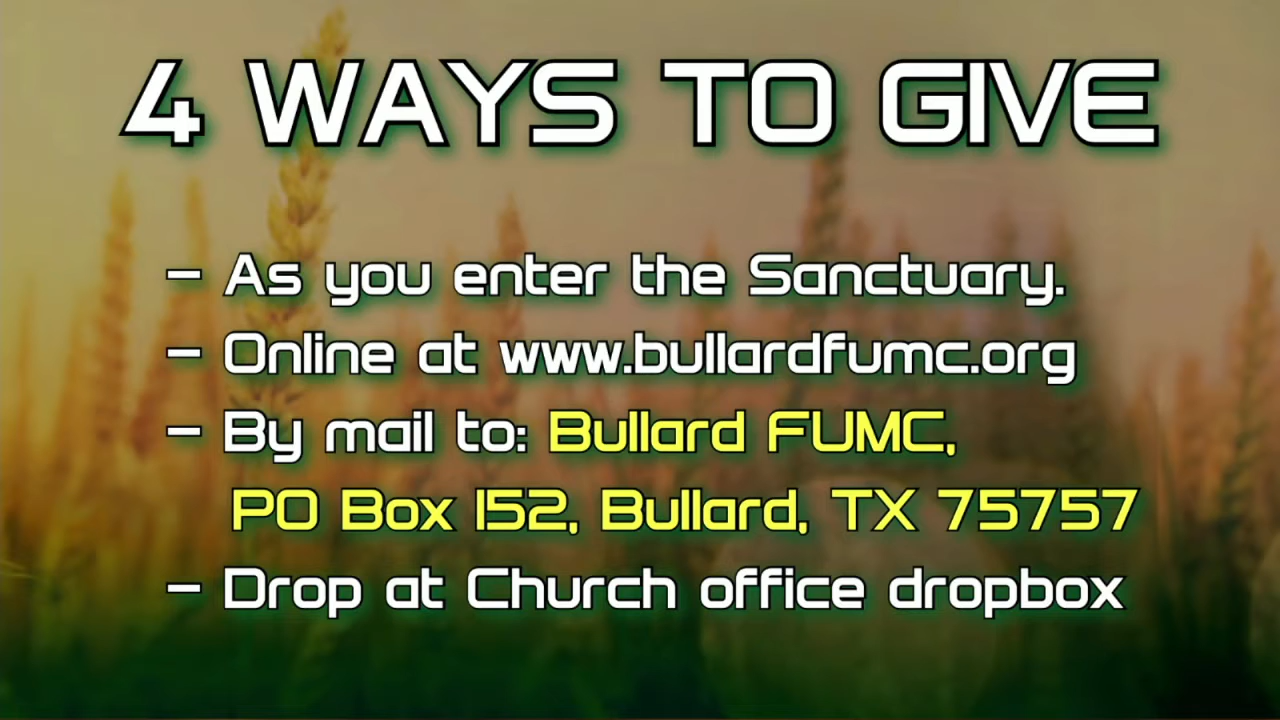 4 WAYS TO GIVE
– As you enter the Sanctuary.
– Online at www.bullardfumc.org
– By mail to: Bullard FUMC,
PO Box 152, Bullard, TX 75757
– Drop at Church office dropbox